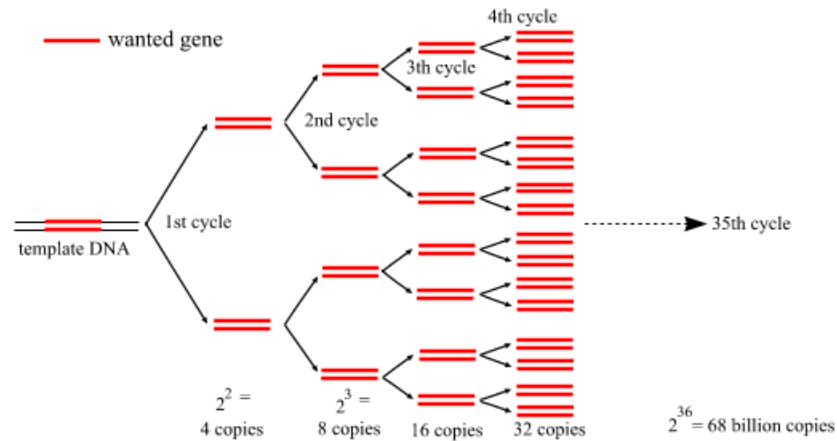 4th cycle
wanted gene
3th cycle
2nd cycle
1st cycle
35th cycle
template DNA
2^2 =
4 copies
2^3 =
8 copies
16 copies
32 copies
2^36 = 68 billion copies